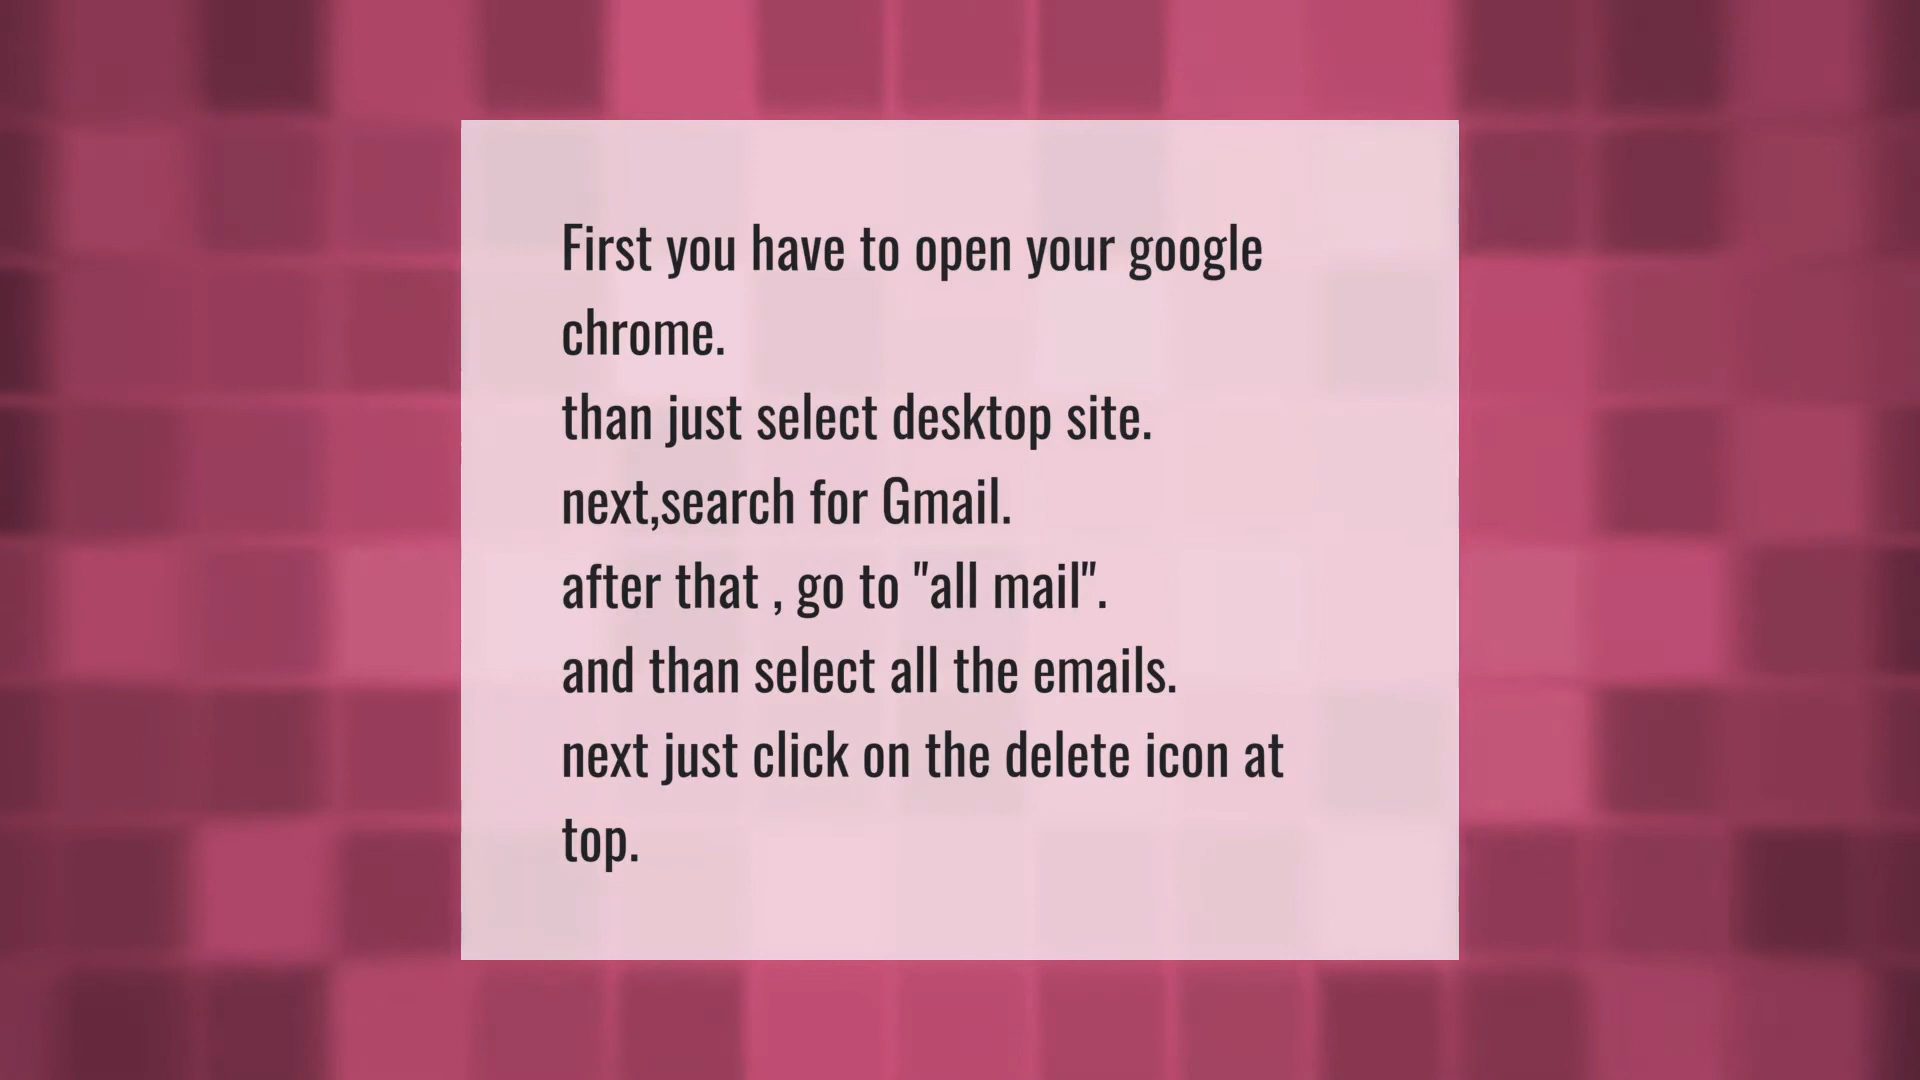 First you have to open your google
chrome.
than just select desktop site.
next,search for Gmail.
after that , go to "all mail".
and than select all the emails.
next just click on the delete icon at
top.